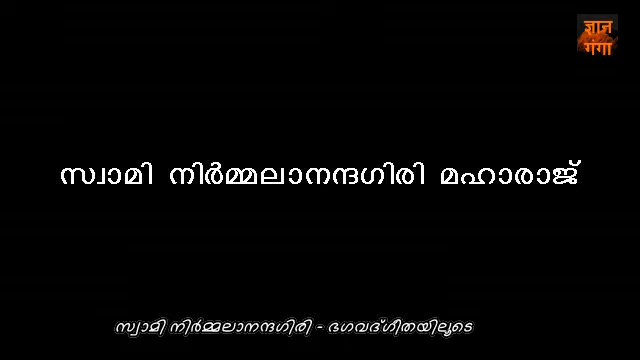 ज्ञान
गंगा
സ്വാമി നിർമ്മലാനന്ദഗിരി മഹാരാജ്
സ്വാമി നിർമ്മലാനന്ദഗിരി - ഭഗവദ്ഗീതയിലൂടെ